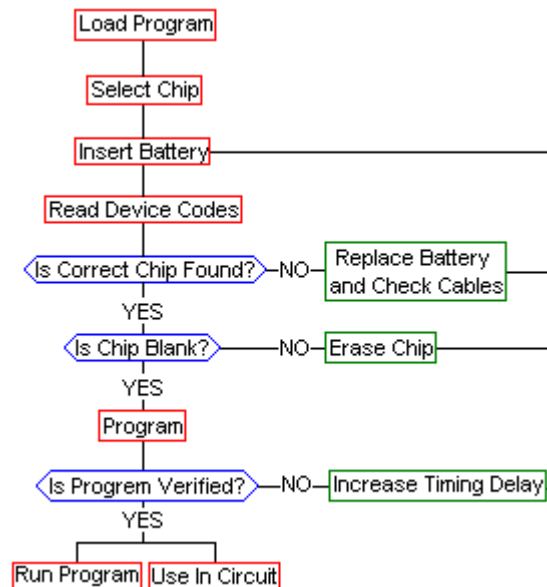 Load Program
Select Chip
Insert Battery
Read Device Codes
Is Correct Chip Found?
NO
Replace Battery
and Check Cables
YES
Is Chip Blank?
NO
Erase Chip
YES
Program
Is Progrem Verified?
NO
Increase Timing Delay
YES
Run Program
Use In Circuit